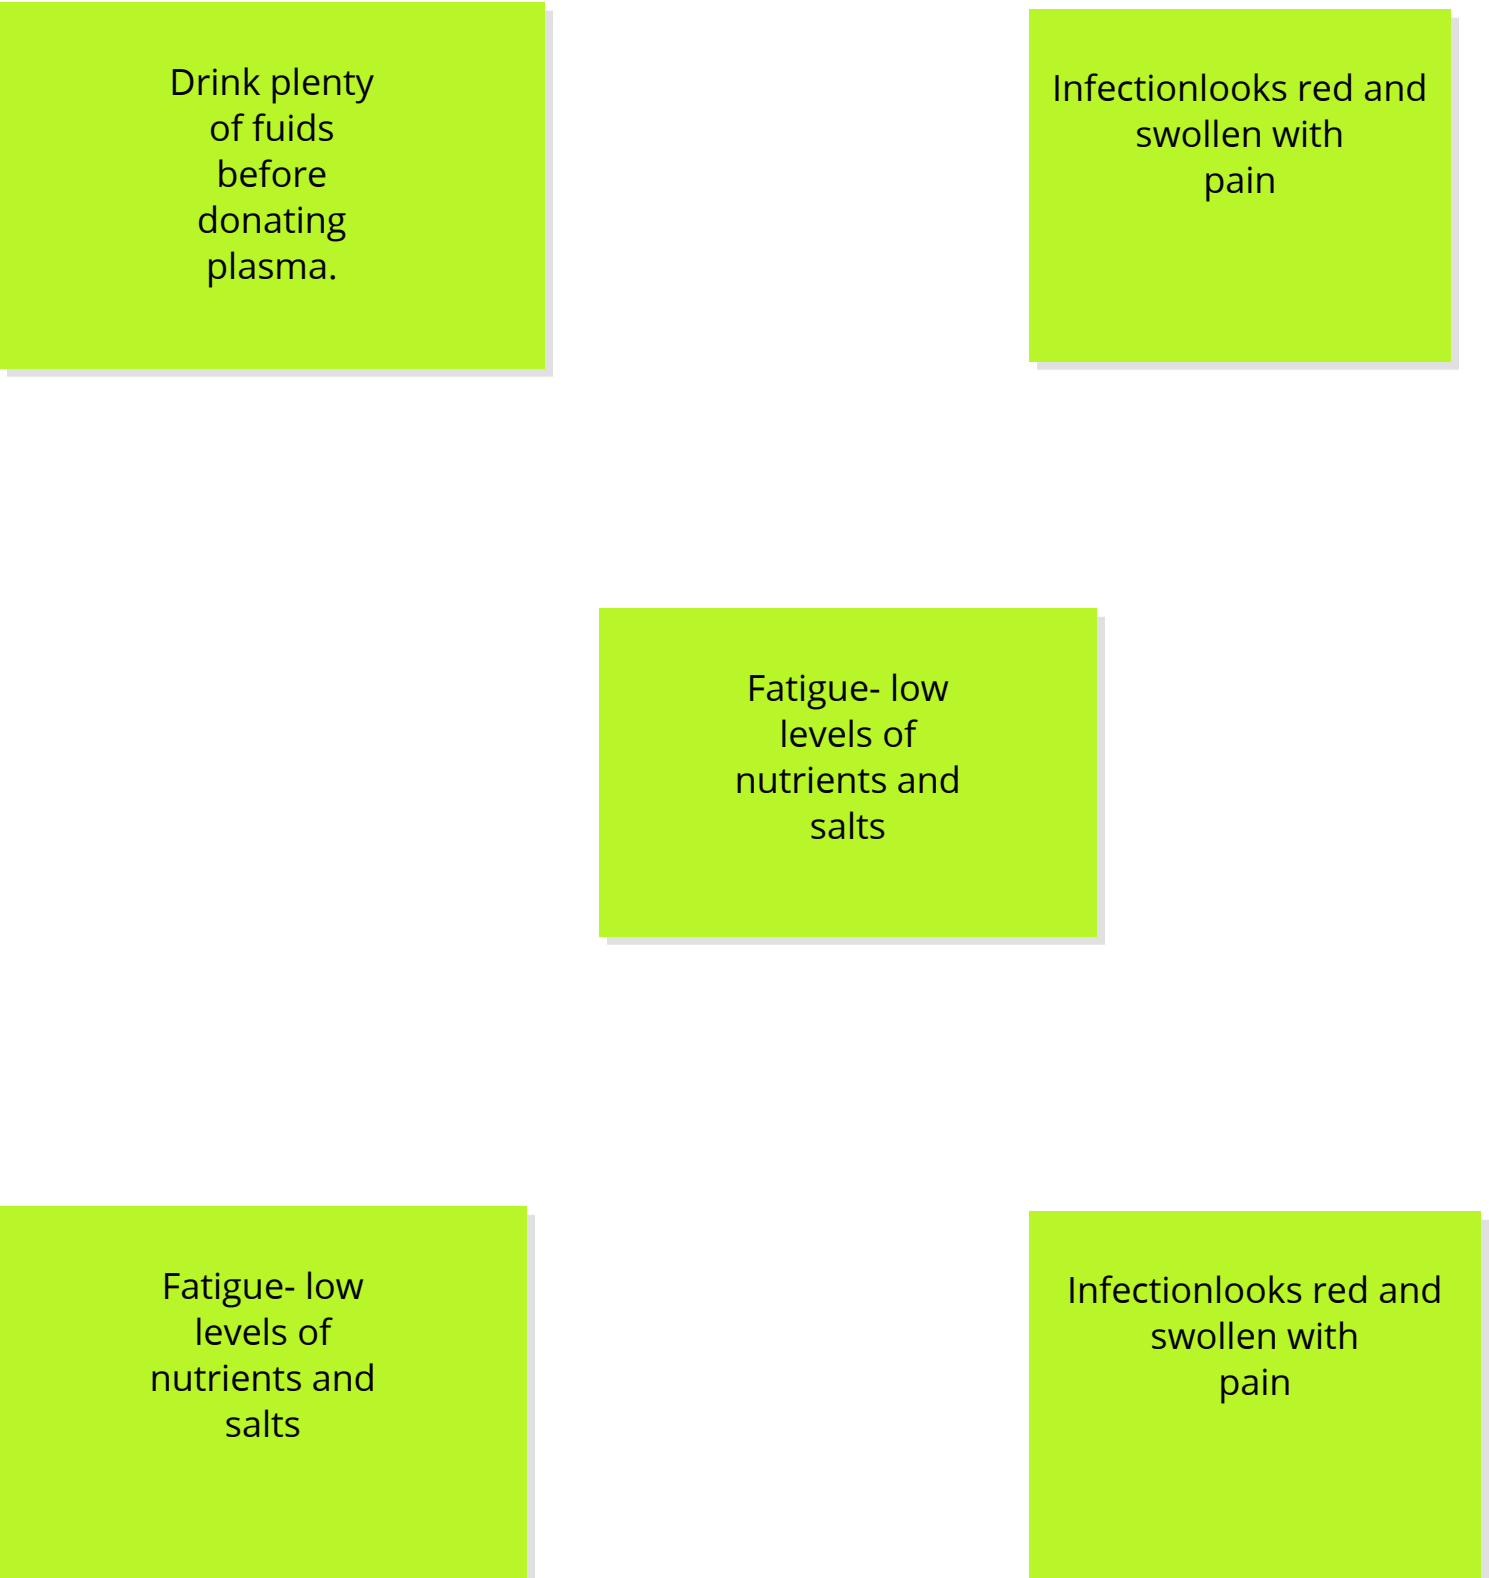 Drink plenty
of fuids
before
donating
plasma.
Infectionlooks red and
swollen with
pain
Fatigue- low
levels of
nutrients and
salts
Fatigue- low
levels of
nutrients and
salts
Infectionlooks red and
swollen with
pain